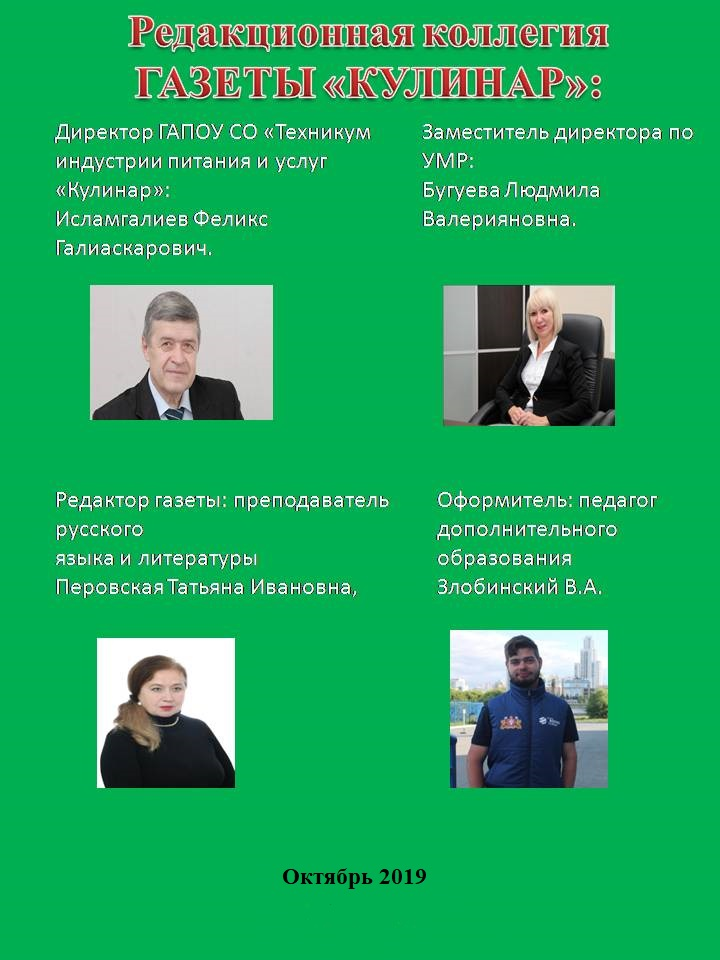 Редакционная коллегия
ГАЗЕТЫ «КУЛИНАР»:
Директор ГАПОУ СО «Техникум
индустрии питания и услуг
«Кулинар»:
Исламгалиев Феликс
Галиаскарович.
Заместитель директора по
УМР:
Бугуева Людмила
Валерияновна.
Редактор газеты: преподаватель
русского
языка и литературы
Перовская Татьяна Ивановна,
Оформитель: педагог
дополнительного
образования
Злобинский В.А.
Октябрь 2019